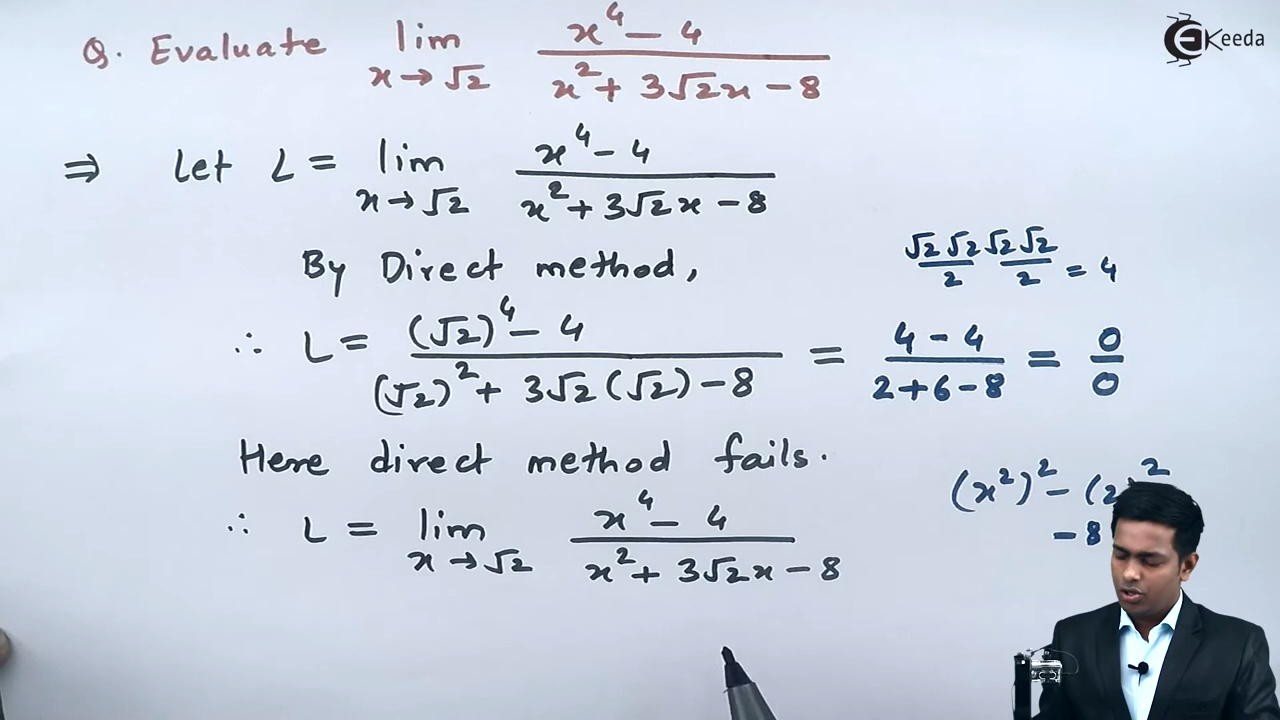 Q. Evaluate lim x→√2 (x⁴ − 4)/(x² + 3√2x − 8)
EKeeda
⇒ Let L = lim x→√2 (x⁴ − 4)/(x² + 3√2x − 8)
By Direct method,
√2 √2 √2 √2 = 4
2 2
∴ L = ((√2)⁴ − 4)/((√2)² + 3√2(√2) − 8) = (4 − 4)/(2 + 6 − 8) = 0/0
Here direct method fails.
(x²)² − (2)²
∴ L = lim x→√2 (x⁴ − 4)/(x² + 3√2x − 8)
−8